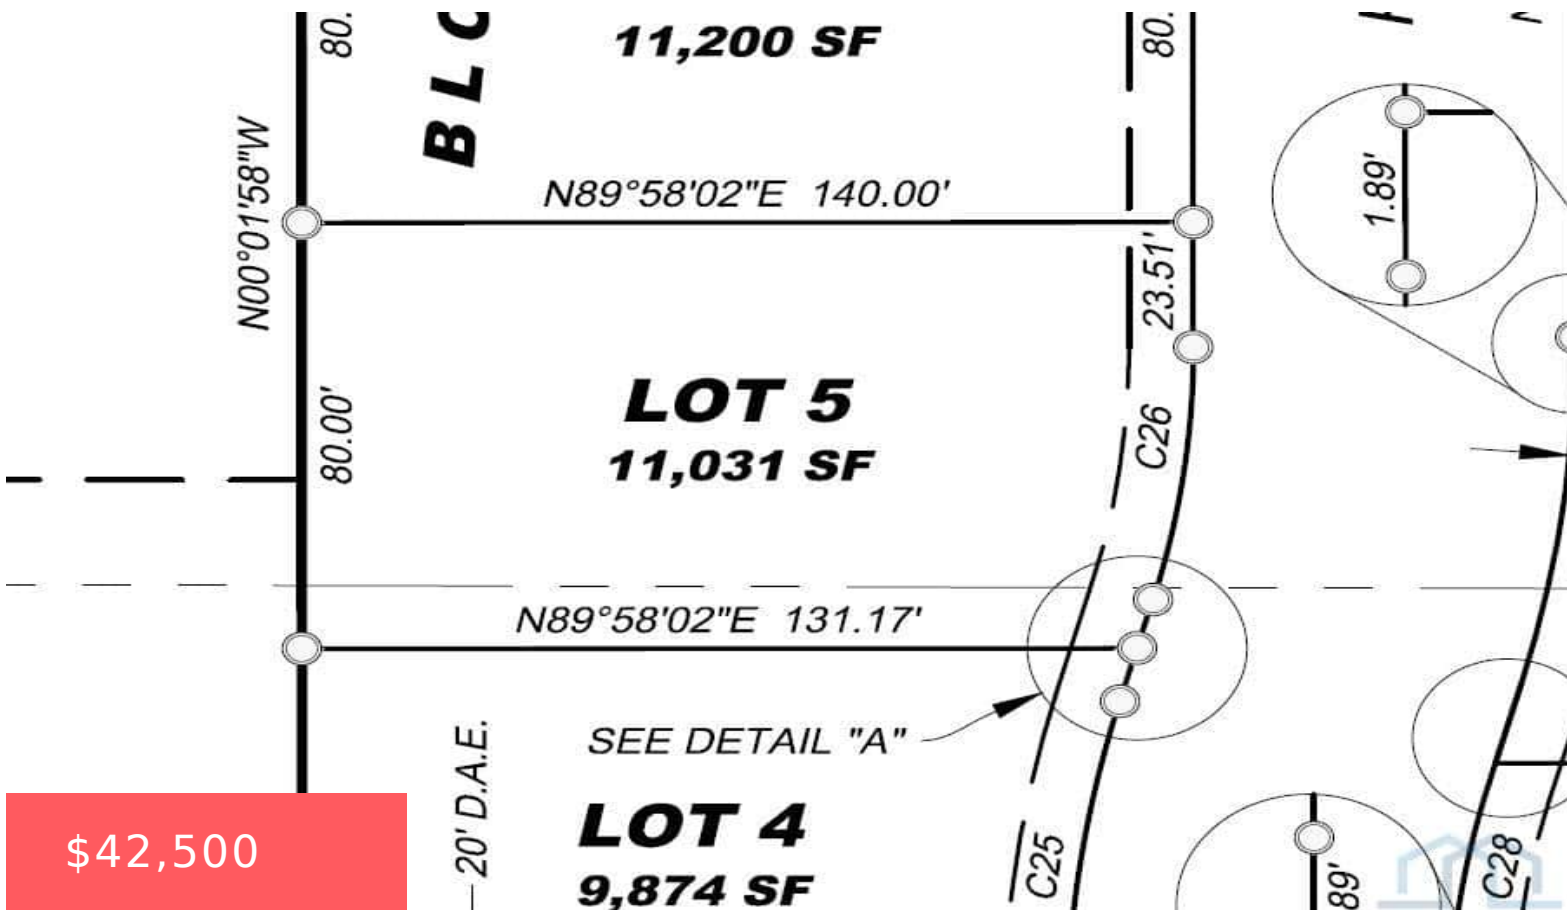 80.
BLO
11,200 SF
80.
N00°01'58"W
N89°58'02"E 140.00'
1.89'
23.51'
80.00'
LOT 5
11,031 SF
C26
N89°58'02"E 131.17'
SEE DETAIL "A"
20' D.A.E.
LOT 4
9,874 SF
C25
89'
C28
$42,500